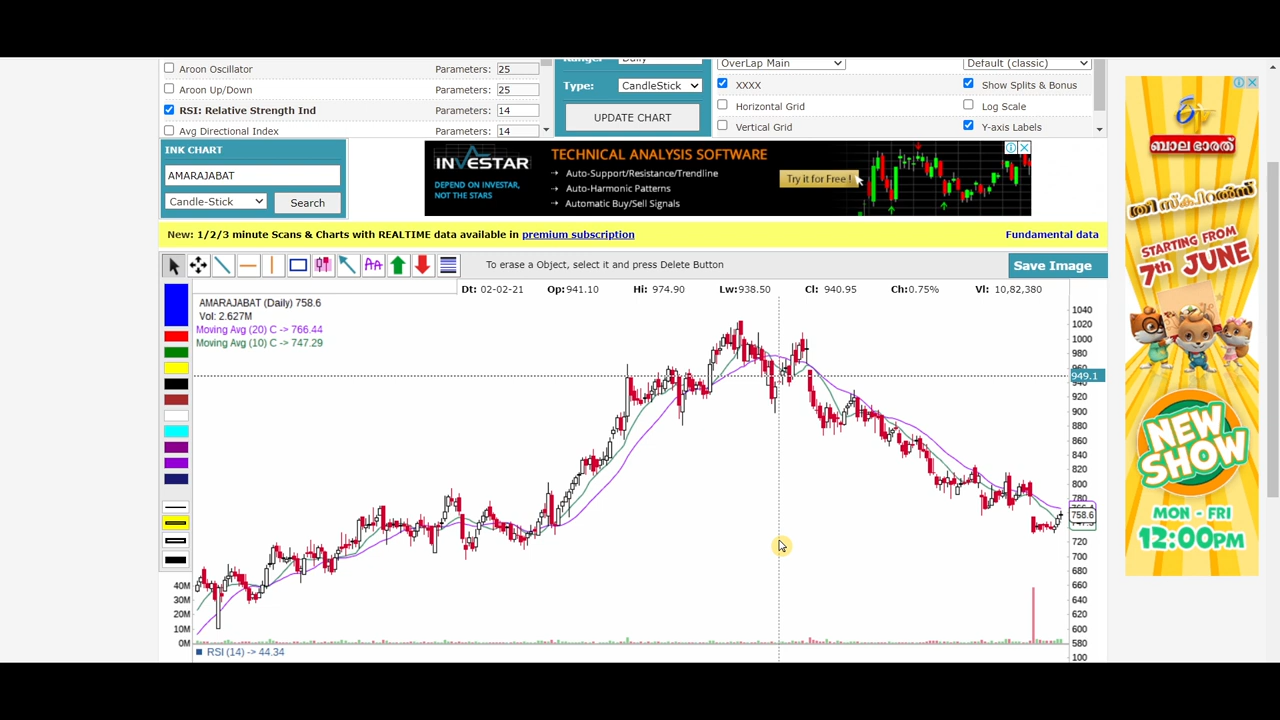 Aroon Oscillator Parameters: 25
Aroon Up/Down Parameters: 25
RSI: Relative Strength Ind Parameters: 14
Avg Directional Index Parameters: 14
Daily
Type: CandleStick
UPDATE CHART
OverLap Main Default (classic)
XXXX Show Splits & Bonus
Horizontal Grid Log Scale
Vertical Grid Y-axis Labels
INK CHART
AMARAJABAT
Candle-Stick Search
INVESTAR
DEPEND ON INVESTAR,
NOT THE STARS
TECHNICAL ANALYSIS SOFTWARE
Auto-Support/Resistance/Trendline
Auto-Harmonic Patterns
Automatic Buy/Sell Signals
Try it for Free !
New: 1/2/3 minute Scans & Charts with REALTIME data available in premium subscription Fundamental data
To erase a Object, select it and press Delete Button Save Image
Dt: 02-02-21 Op:941.10 Hi: 974.90 Lw:938.50 Cl: 940.95 Ch:0.75% Vl: 10,82,380
AMARAJABAT (Daily) 758.6
Vol: 2.627M
Moving Avg (20) C -> 766.44
Moving Avg (10) C -> 747.29
1040
1020
1000
980
960
949.1
940
920
900
880
860
840
820
800
780
758.6
720
700
680
660
640
620
600
580
100
40M
30M
20M
10M
0M
RSI (14) -> 44.34
ബാല ഭാരത്
STARTING FROM
7TH JUNE
NEW
SHOW
MON - FRI
12:00PM